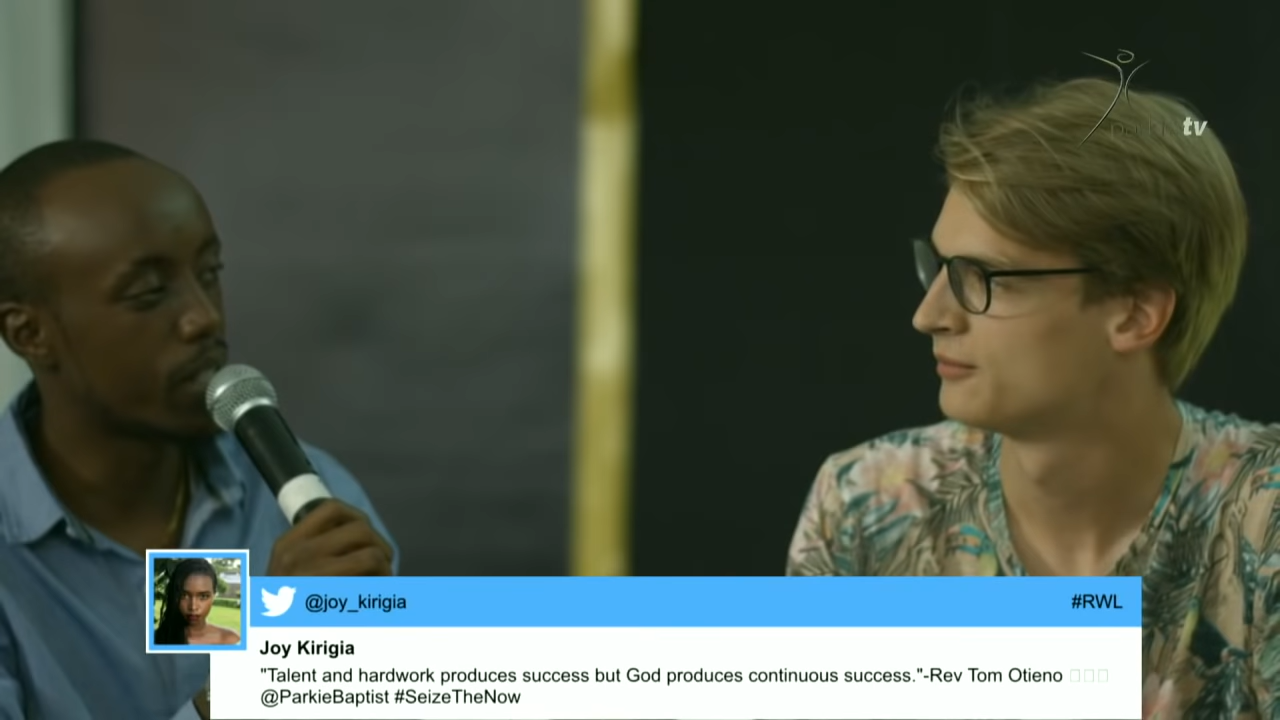 tv
@joy_kirigia
#RWL
Joy Kirigia
"Talent and hardwork produces success but God produces continuous success."-Rev Tom Otieno
@ParkieBaptist #SeizeTheNow